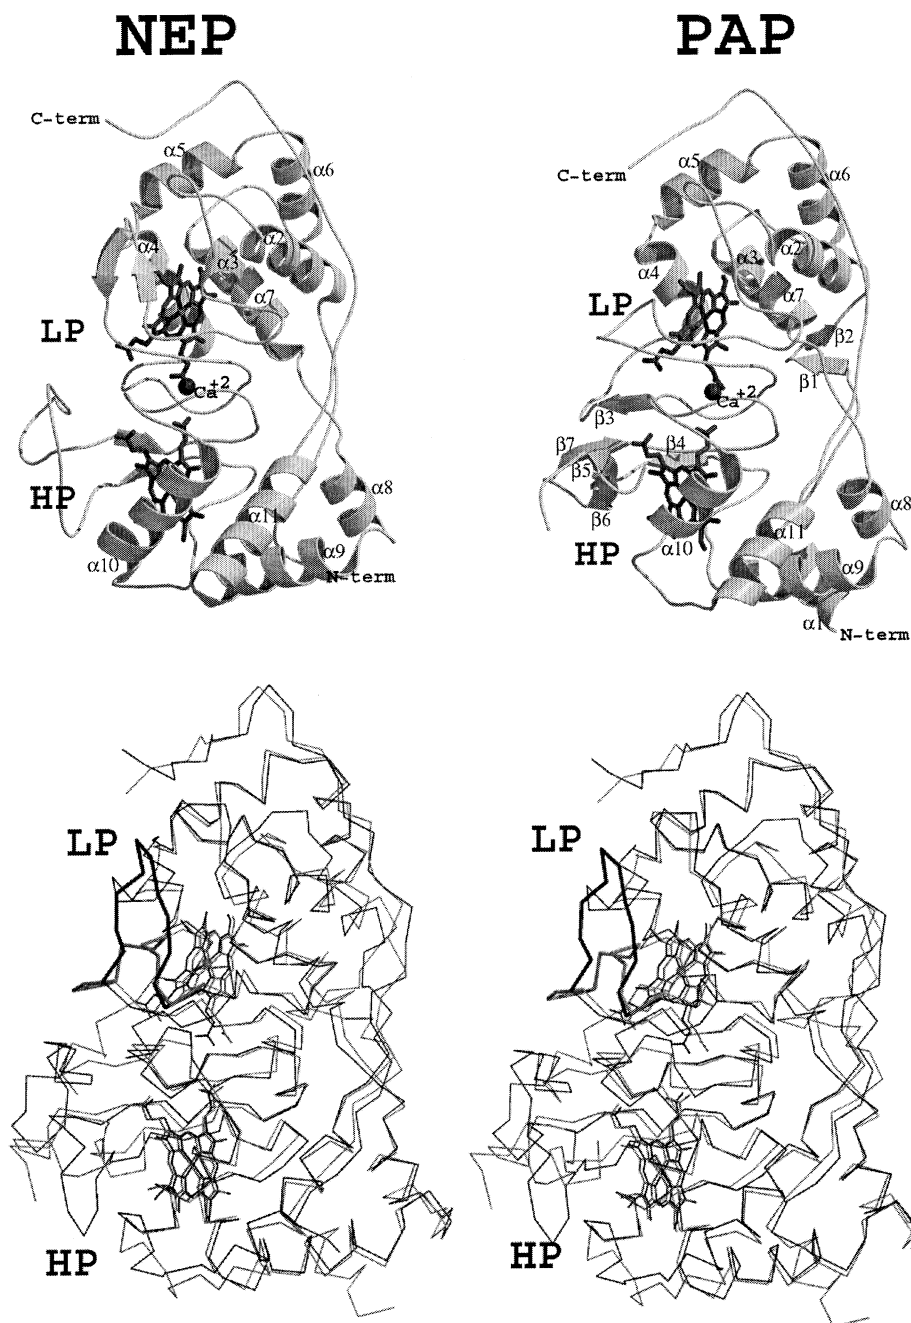 NEP
PAP
C-term
α5
α6
α4
α3
α2
α7
LP
Ca+2
HP
α8
α11
α10
α9
N-term
C-term
α5
α6
α4
α3
α2
α7
LP
β2
β1
Ca+2
β3
β7
β4
β5
β6
HP
α10
α11
α8
α9
α1
N-term
LP
HP
LP
HP